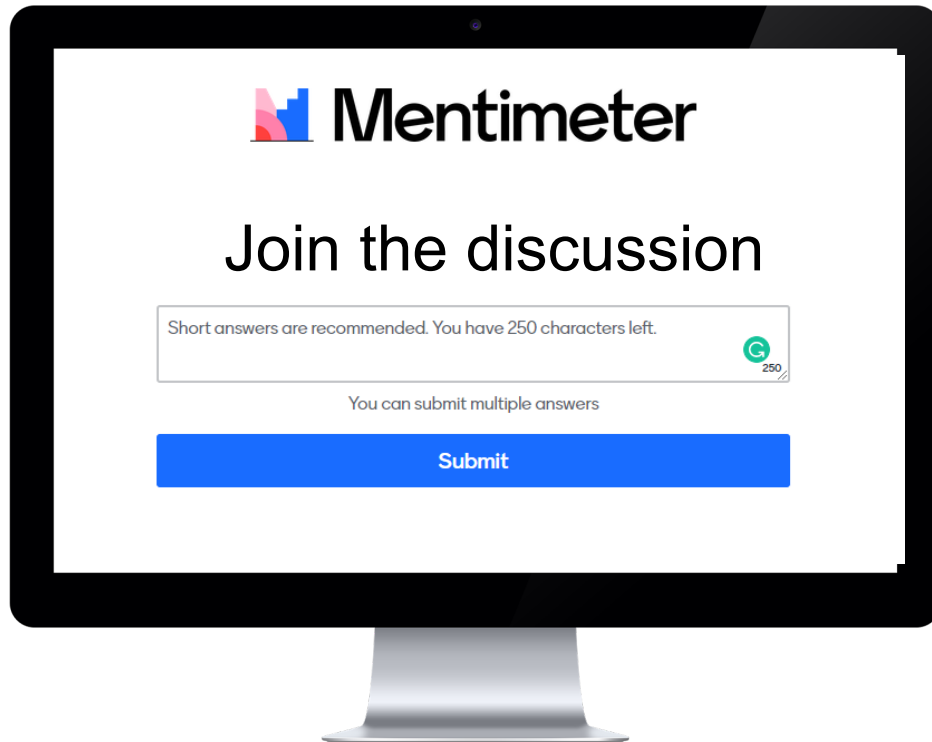 Mentimeter
Join the discussion
Short answers are recommended. You have 250 characters left.
250
You can submit multiple answers
Submit